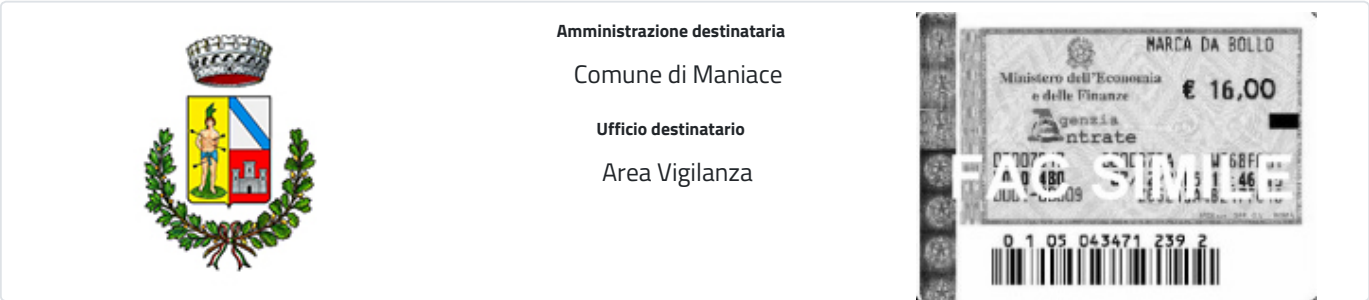 Amministrazione destinataria
Comune di Maniace
Ufficio destinatario
Area Vigilanza
MARCA DA BOLLO
Ministero dell'Economia
e delle Finanze
€ 16,00
Agenzia
Entrate
FAC SIMILE
0 1 05 043471 239 2